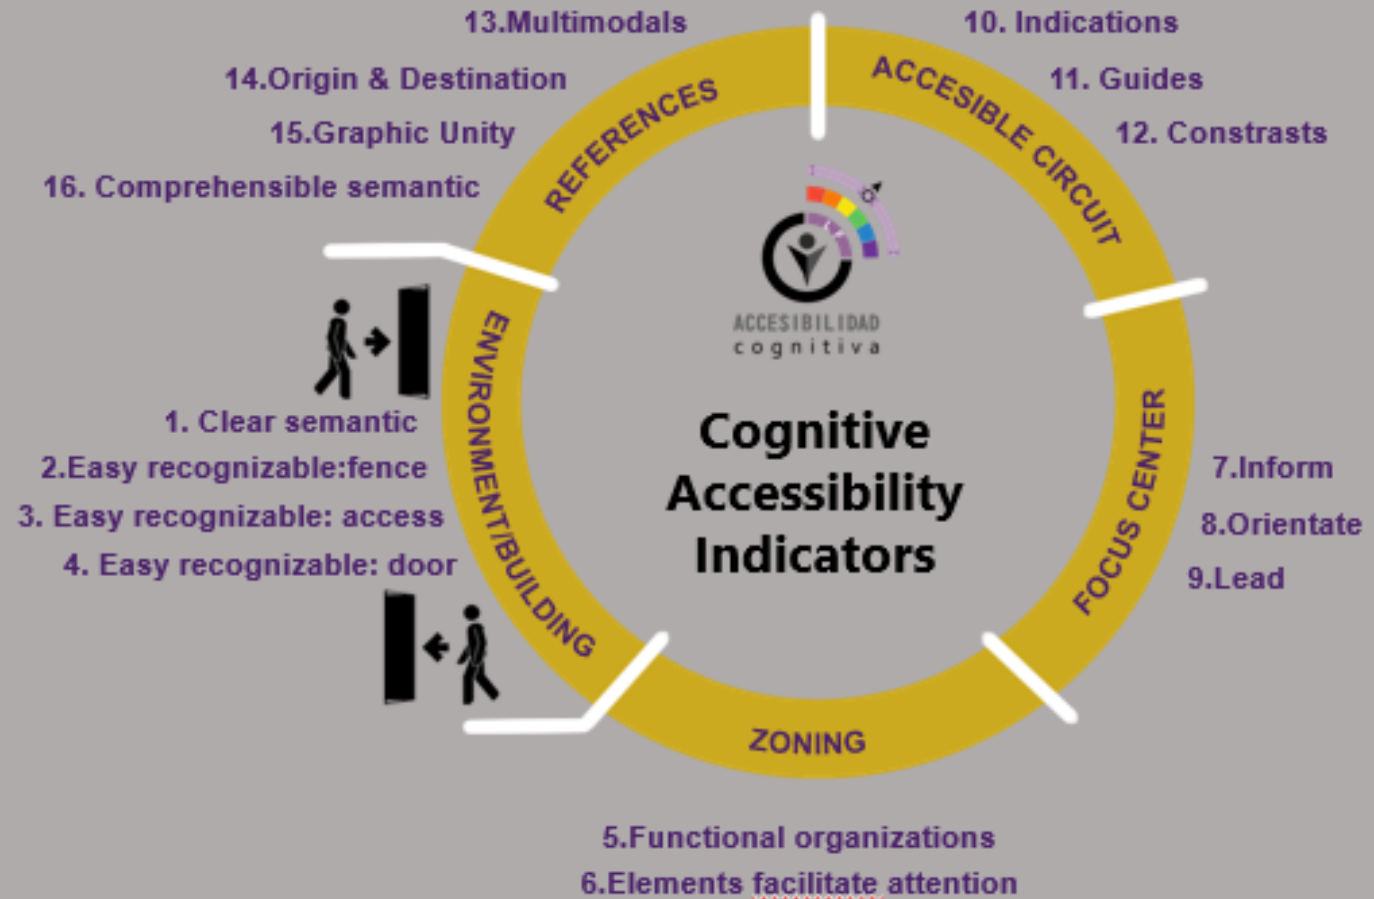 13.Multimodals
14.Origin & Destination
15.Graphic Unity
16. Comprehensible semantic
REFERENCES
10. Indications
11. Guides
12. Constrasts
ACCESIBLE CIRCUIT
ACCESIBILIDAD
cognitiva
Cognitive
Accessibility
Indicators
ENVIRONMENT/BUILDING
1. Clear semantic
2.Easy recognizable:fence
3. Easy recognizable: access
4. Easy recognizable: door
FOCUS CENTER
7.Inform
8.Orientate
9.Lead
ZONING
5.Functional organizations
6.Elements facilitate attention